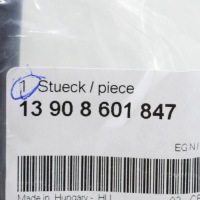 1 Stueck / piece
13 90 8 601 847
EGN/
Made in Hungary - HU